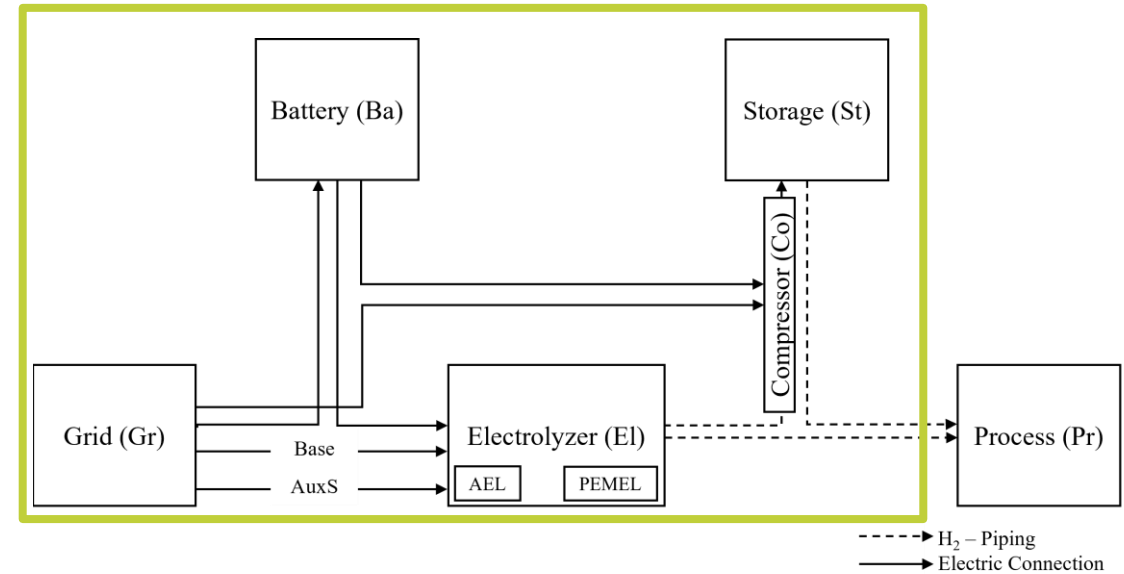 Battery (Ba)
Storage (St)
Compressor (Co)
Grid (Gr)
Base
AuxS
Electrolyzer (El)
AEL
PEMEL
Process (Pr)
H₂ – Piping
Electric Connection